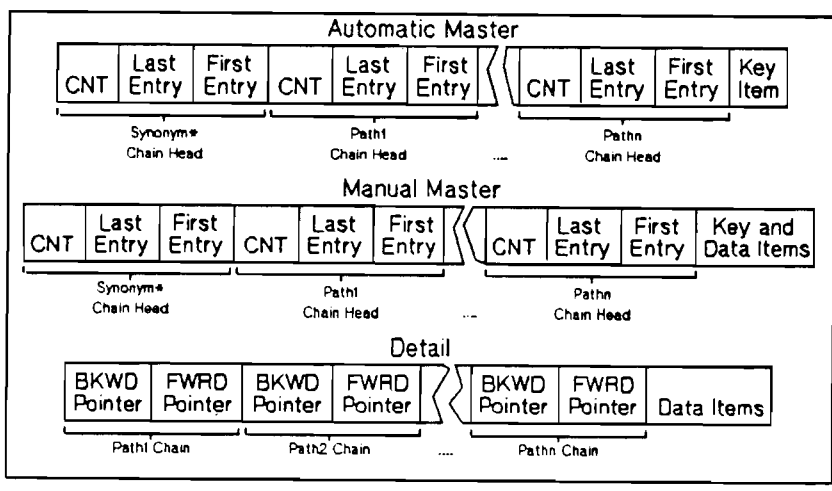 Automatic Master
CNT Last Entry First Entry CNT Last Entry First Entry CNT Last Entry First Entry Key Item
Synonym* Chain Head Path1 Chain Head .... Pathn Chain Head
Manual Master
CNT Last Entry First Entry CNT Last Entry First Entry CNT Last Entry First Entry Key and Data Items
Synonym* Chain Head Path1 Chain Head .... Pathn Chain Head
Detail
BKWD Pointer FWRD Pointer BKWD Pointer FWRD Pointer BKWD Pointer FWRD Pointer Data Items
Path1 Chain Path2 Chain .... Pathn Chain